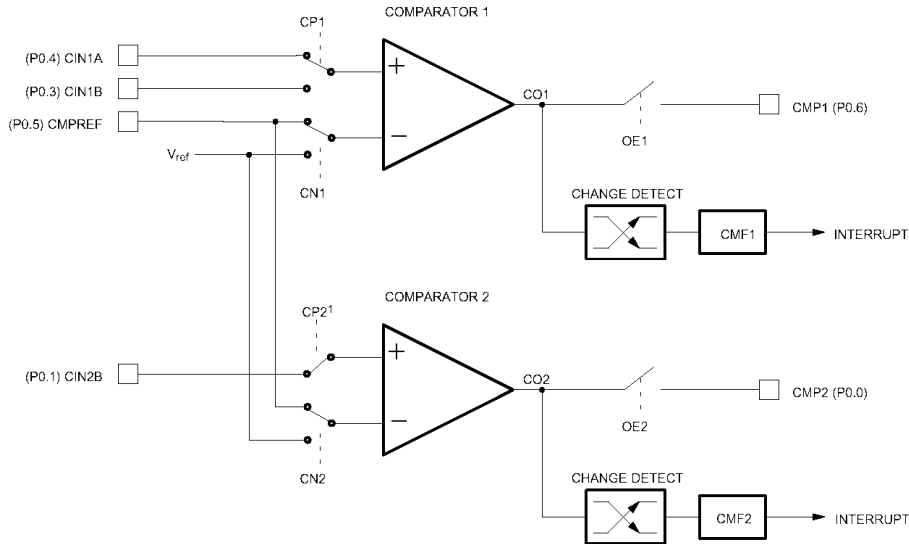 COMPARATOR 1
CP1
(P0.4) CIN1A
(P0.3) CIN1B
(P0.5) CMPREF
Vref
CN1
+
−
CO1
OE1
CMP1 (P0.6)
CHANGE DETECT
CMF1
INTERRUPT
COMPARATOR 2
CP2¹
(P0.1) CIN2B
CN2
+
−
CO2
OE2
CMP2 (P0.0)
CHANGE DETECT
CMF2
INTERRUPT